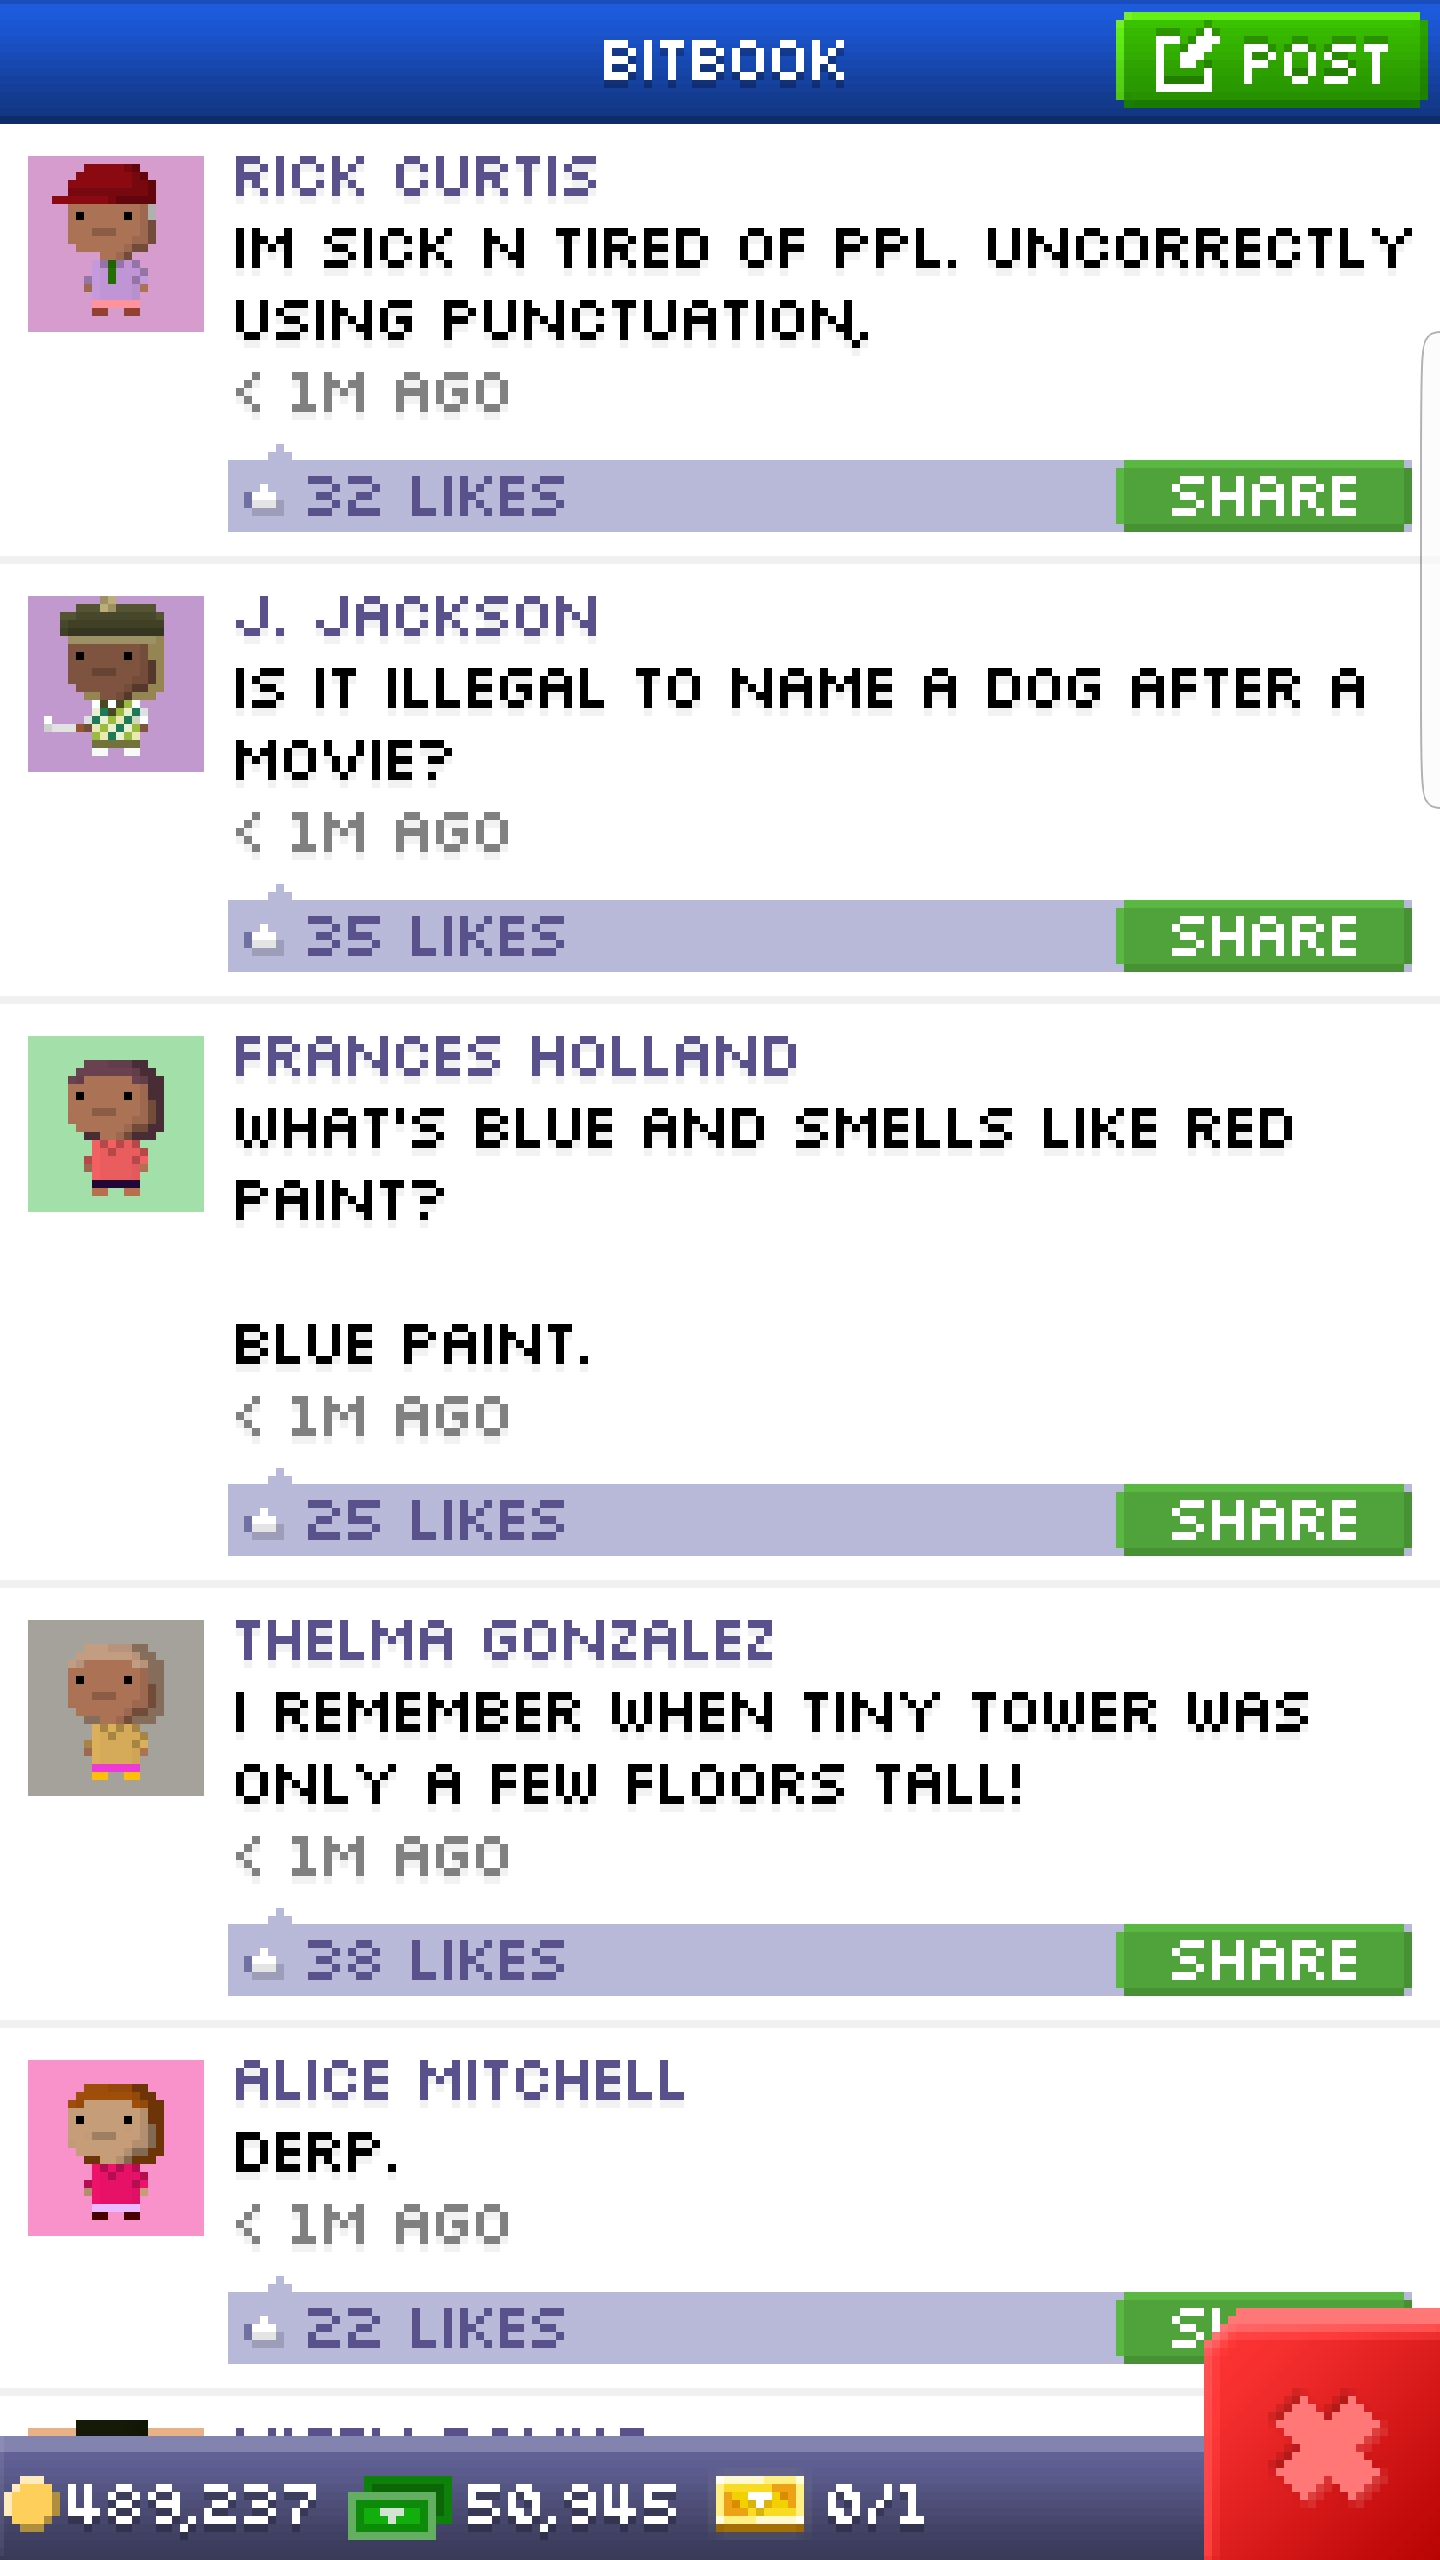 BITBOOK
POST
RICK CURTIS
IM SICK N TIRED OF PPL. UNCORRECTLY
USING PUNCTUATION,
< 1M AGO
32 LIKES
SHARE
J. JACKSON
IS IT ILLEGAL TO NAME A DOG AFTER A
MOVIE?
< 1M AGO
35 LIKES
SHARE
FRANCES HOLLAND
WHAT'S BLUE AND SMELLS LIKE RED
PAINT?
BLUE PAINT.
< 1M AGO
25 LIKES
SHARE
THELMA GONZALEZ
I REMEMBER WHEN TINY TOWER WAS
ONLY A FEW FLOORS TALL!
< 1M AGO
38 LIKES
SHARE
ALICE MITCHELL
DERP.
< 1M AGO
22 LIKES
489,237 50,945 0/1